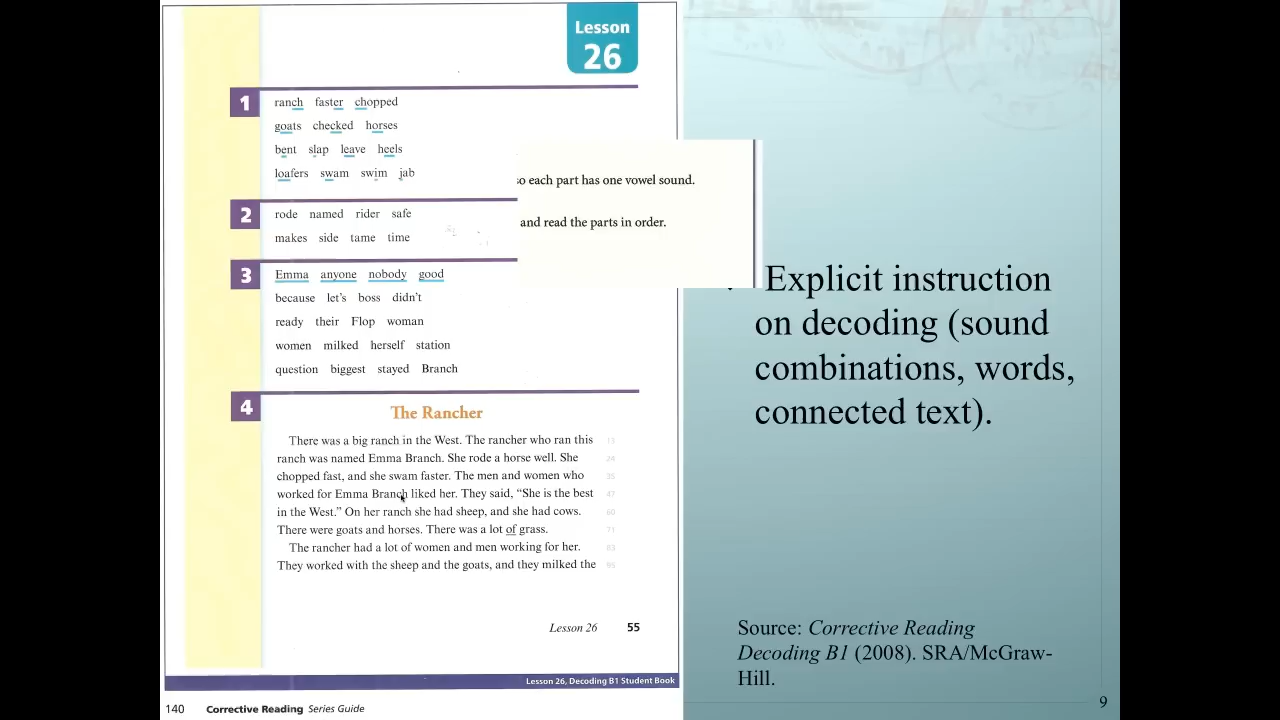 Lesson
26
1
ranch faster chopped
goats checked horses
bent slap leave heels
loafers swam swim jab
so each part has one vowel sound.
and read the parts in order.
2
rode named rider safe
makes side tame time
3
Emma anyone nobody good
because let's boss didn't
ready their Flop woman
women milked herself station
question biggest stayed Branch
4
The Rancher
There was a big ranch in the West. The rancher who ran this 13
ranch was named Emma Branch. She rode a horse well. She 24
chopped fast, and she swam faster. The men and women who 35
worked for Emma Branch liked her. They said, “She is the best 47
in the West.” On her ranch she had sheep, and she had cows. 60
There were goats and horses. There was a lot of grass. 71
The rancher had a lot of women and men working for her. 83
They worked with the sheep and the goats, and they milked the 95
Lesson 26 55
Lesson 26, Decoding B1 Student Book
140 Corrective Reading Series Guide
Explicit instruction
on decoding (sound
combinations, words,
connected text).
Source: Corrective Reading
Decoding B1 (2008). SRA/McGraw-
Hill.
9